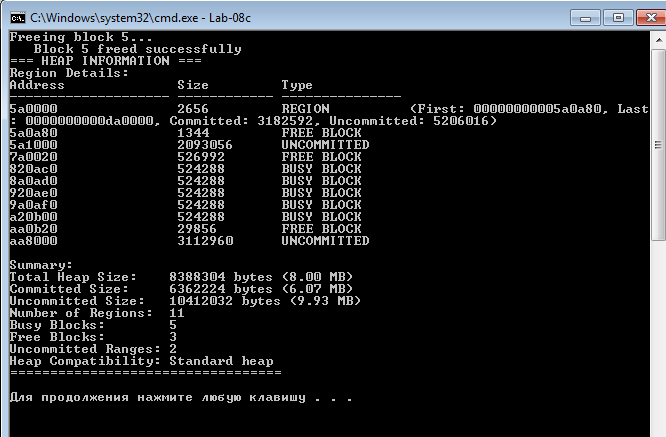 C:\Windows\system32\cmd.exe - Lab-08c
Freeing block 5...
   Block 5 freed successfully
=== HEAP INFORMATION ===
Region Details:
Address              Size         Type
-------------------- ------------ ---------------
5a0000               2656         REGION          (First: 00000000005a0a80, Last
: 0000000000da0000, Committed: 3182592, Uncommitted: 5206016)
5a0a80               1344         FREE BLOCK
5a1000               2093056      UNCOMMITTED
7a0020               526992       FREE BLOCK
820ac0               524288       BUSY BLOCK
8a0ad0               524288       BUSY BLOCK
920ae0               524288       BUSY BLOCK
9a0af0               524288       BUSY BLOCK
a20b00               524288       BUSY BLOCK
aa0b20               29856        FREE BLOCK
aa8000               3112960      UNCOMMITTED
Summary:
Total Heap Size:    8388304 bytes (8.00 MB)
Committed Size:     6362224 bytes (6.07 MB)
Uncommitted Size:   10412032 bytes (9.93 MB)
Number of Regions:  11
Busy Blocks:        5
Free Blocks:        3
Uncommitted Ranges: 2
Heap Compatibility: Standard heap
==================================
Для продолжения нажмите любую клавишу . . .